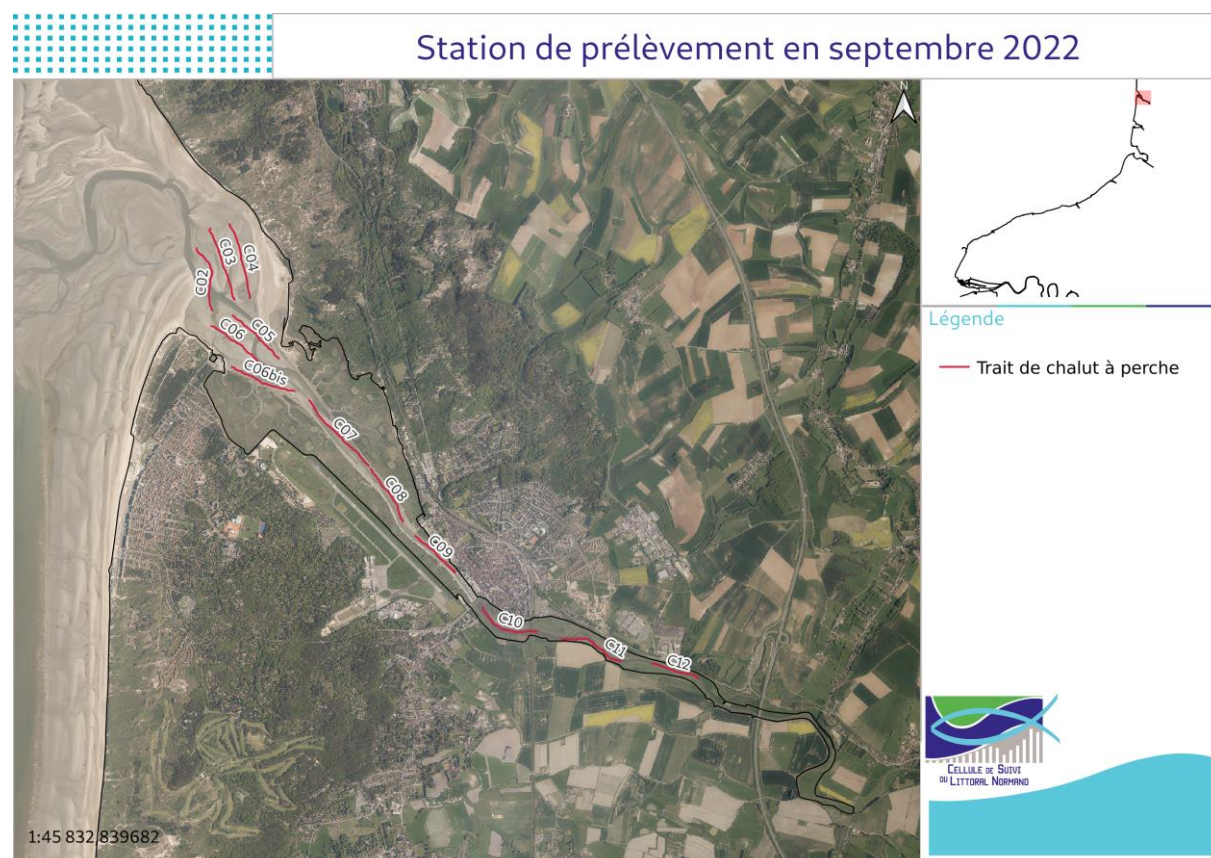 Station de prélèvement en septembre 2022
N
C04
C03
C02
C05
C06
C06bis
C07
C08
C09
C10
C11
C12
1:45 832,839682
Légende
Trait de chalut à perche
CELLULE DE SUIVI
DU LITTORAL NORMAND